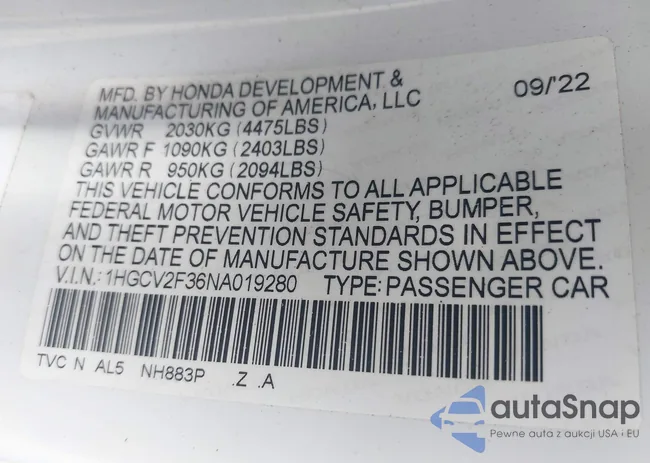 MFD. BY HONDA DEVELOPMENT &
MANUFACTURING OF AMERICA, LLC 09/'22
GVWR 2030KG (4475LBS)
GAWR F 1090KG (2403LBS)
GAWR R 950KG (2094LBS)
THIS VEHICLE CONFORMS TO ALL APPLICABLE
FEDERAL MOTOR VEHICLE SAFETY, BUMPER,
AND THEFT PREVENTION STANDARDS IN EFFECT
ON THE DATE OF MANUFACTURE SHOWN ABOVE.
V.I.N.: 1HGCV2F36NA019280 TYPE: PASSENGER CAR
TVC N AL5 NH883P .Z .A
autaSnap
Pewne auta z aukcji USA i EU